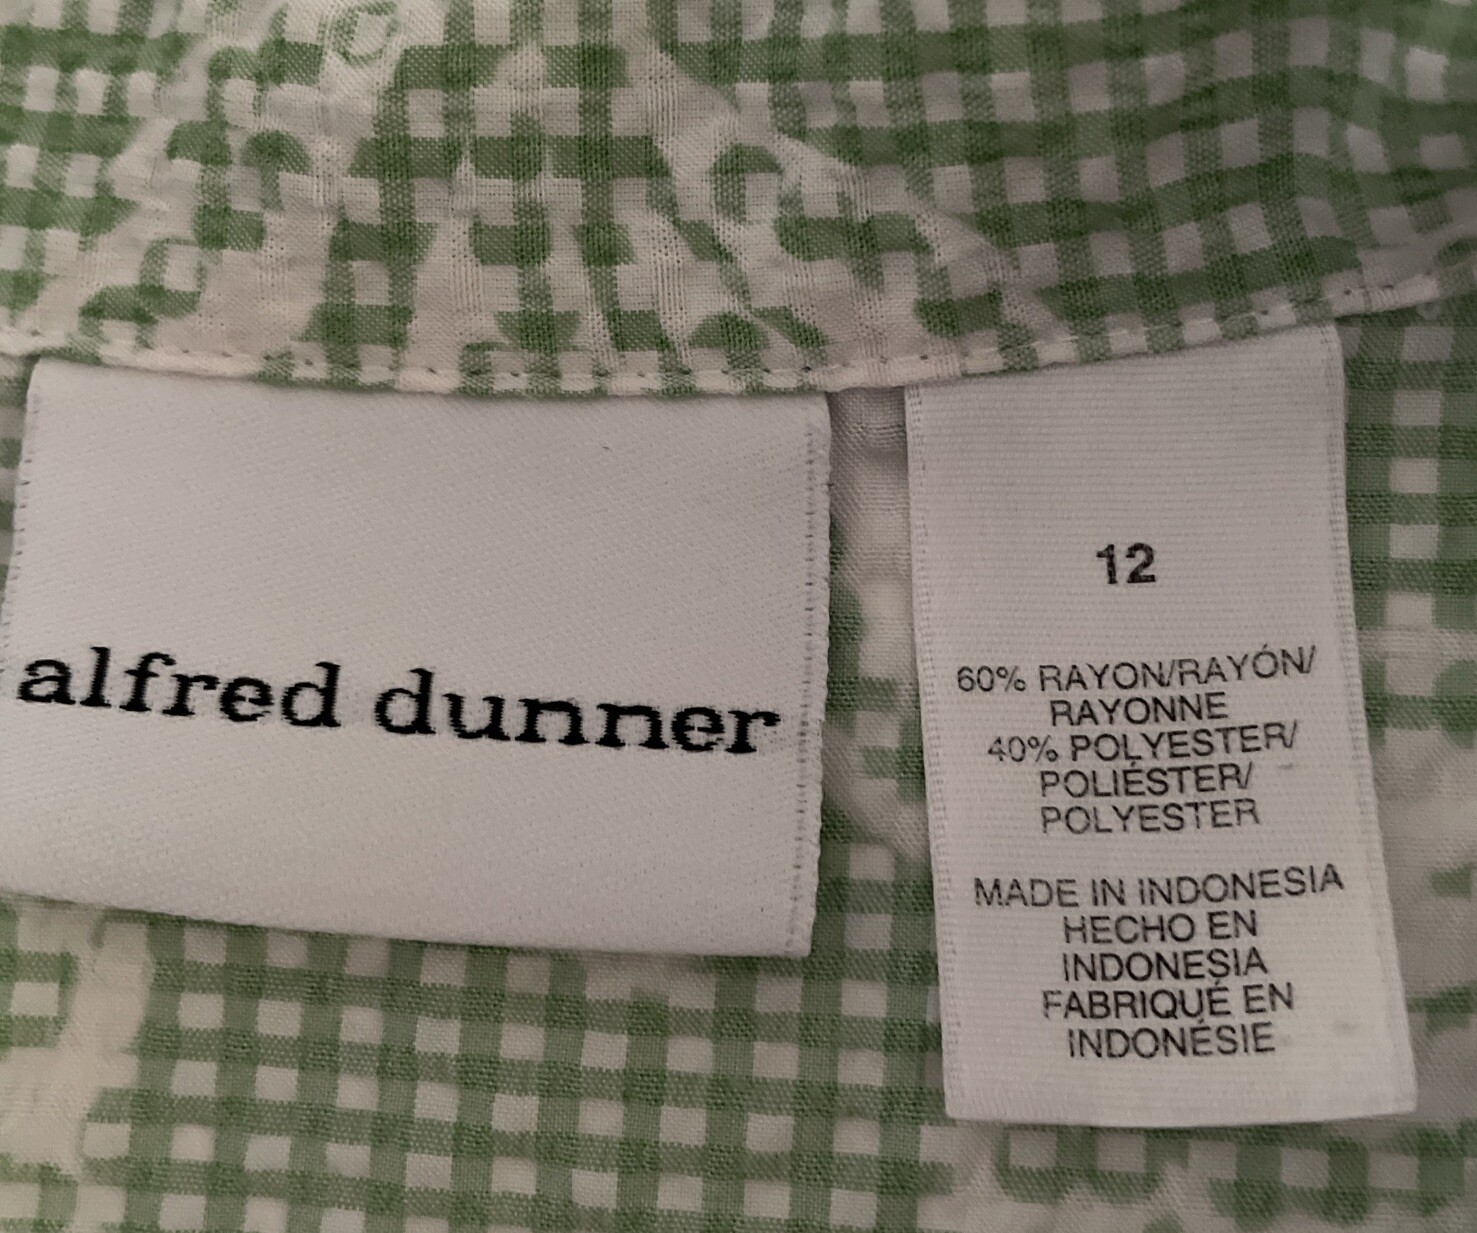 alfred dunner
12
60% RAYON/RAYÓN/
RAYONNE
40% POLYESTER/
POLIÉSTER/
POLYESTER
MADE IN INDONESIA
HECHO EN
INDONESIA
FABRIQUÉ EN
INDONÉSIE